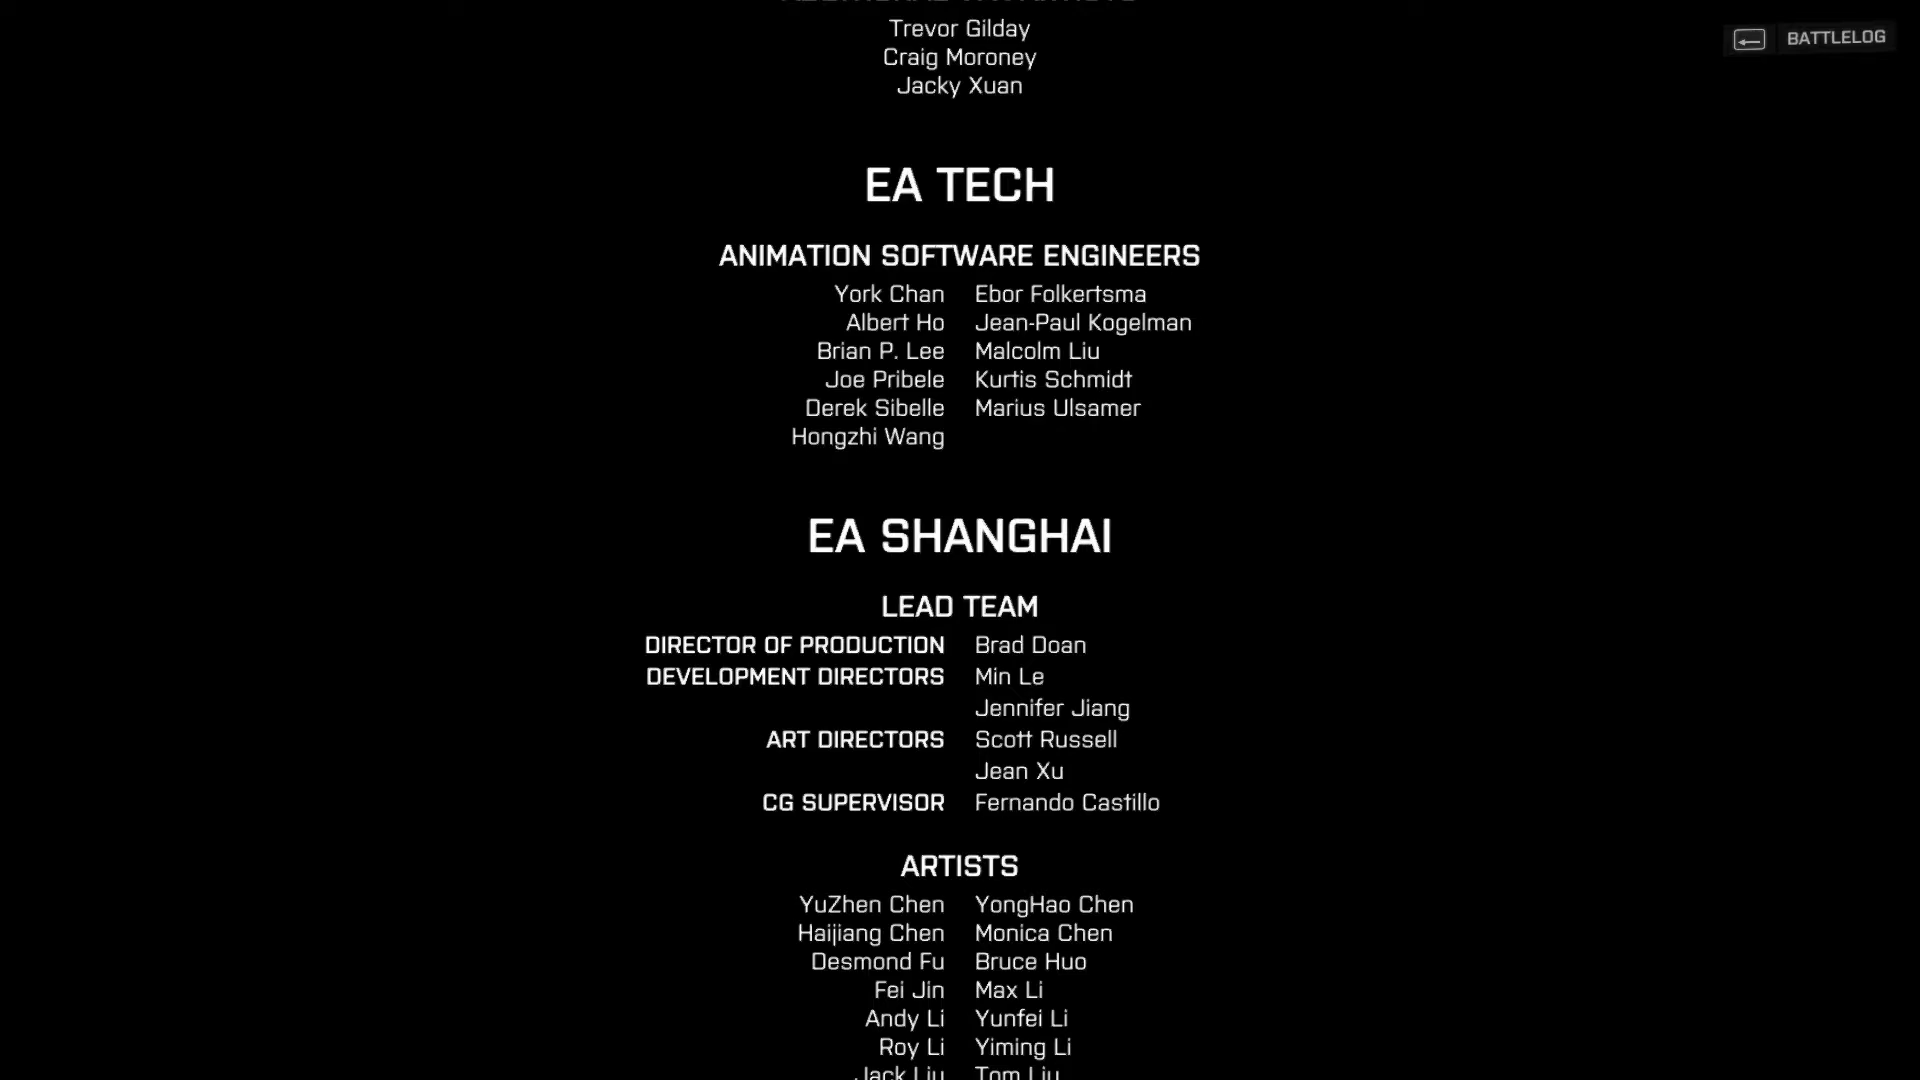 Trevor Gilday
BATTLELOG
Craig Moroney
Jacky Xuan
EA TECH
ANIMATION SOFTWARE ENGINEERS
York Chan Ebor Folkertsma
Albert Ho Jean-Paul Kogelman
Brian P. Lee Malcolm Liu
Joe Pribele Kurtis Schmidt
Derek Sibelle Marius Ulsamer
Hongzhi Wang
EA SHANGHAI
LEAD TEAM
DIRECTOR OF PRODUCTION Brad Doan
DEVELOPMENT DIRECTORS Min Le
Jennifer Jiang
ART DIRECTORS Scott Russell
Jean Xu
CG SUPERVISOR Fernando Castillo
ARTISTS
YuZhen Chen YongHao Chen
Haijiang Chen Monica Chen
Desmond Fu Bruce Huo
Fei Jin Max Li
Andy Li Yunfei Li
Roy Li Yiming Li
Jack Liu Tom Liu